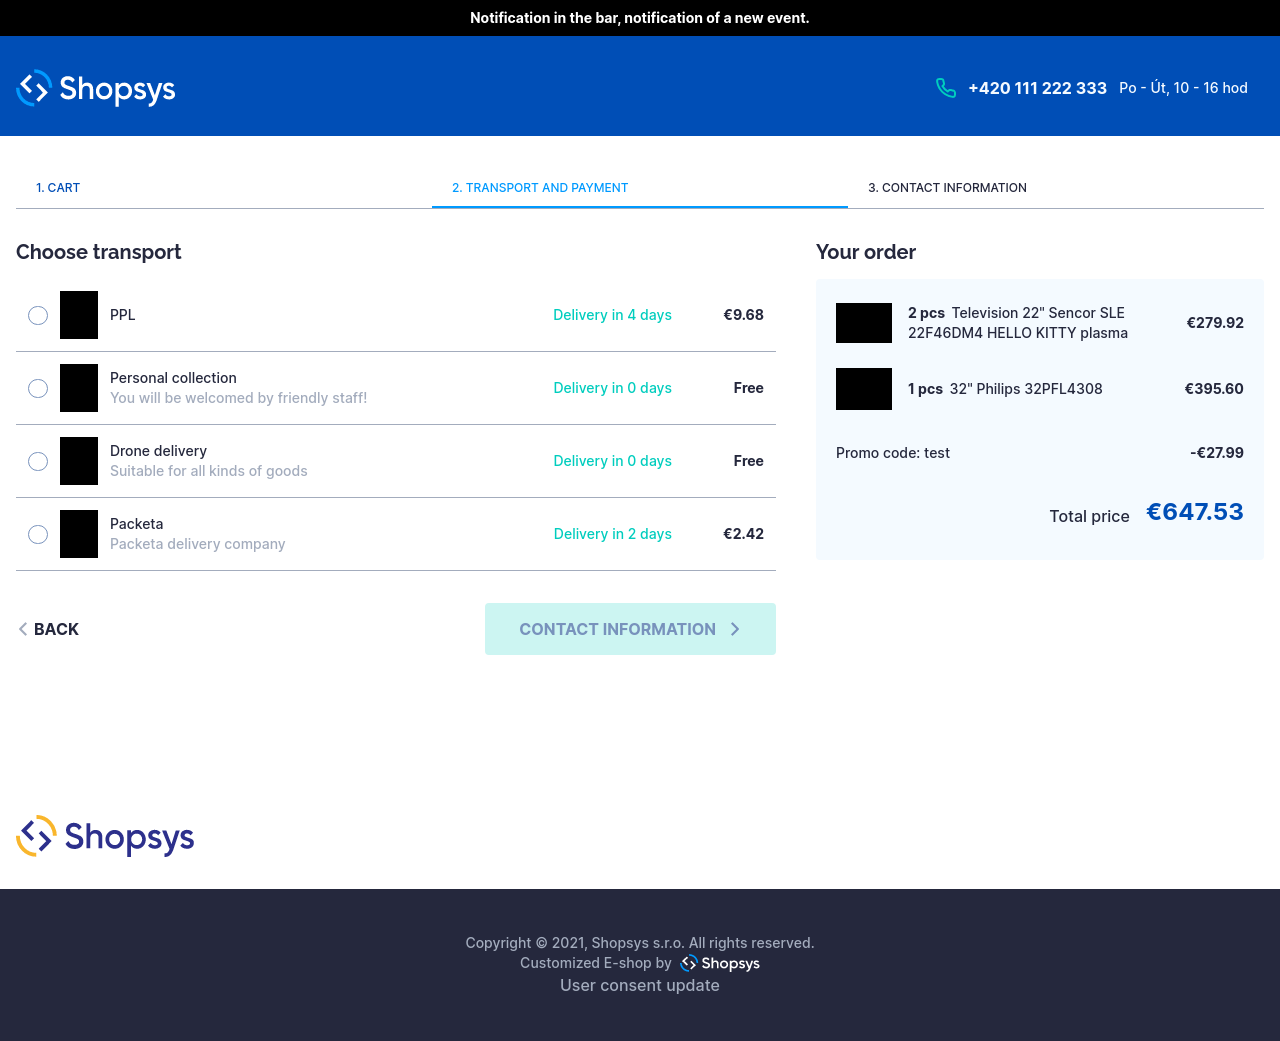 Notification in the bar, notification of a new event.
Shopsys
+420 111 222 333 Po - Út, 10 - 16 hod
1. CART
2. TRANSPORT AND PAYMENT
3. CONTACT INFORMATION
Choose transport
PPL
Delivery in 4 days
€9.68
Personal collection
You will be welcomed by friendly staff!
Delivery in 0 days
Free
Drone delivery
Suitable for all kinds of goods
Delivery in 0 days
Free
Packeta
Packeta delivery company
Delivery in 2 days
€2.42
BACK
CONTACT INFORMATION
Your order
2 pcs Television 22" Sencor SLE
22F46DM4 HELLO KITTY plasma
€279.92
1 pcs 32" Philips 32PFL4308
€395.60
Promo code: test
-€27.99
Total price €647.53
Shopsys
Copyright © 2021, Shopsys s.r.o. All rights reserved.
Customized E-shop by Shopsys
User consent update